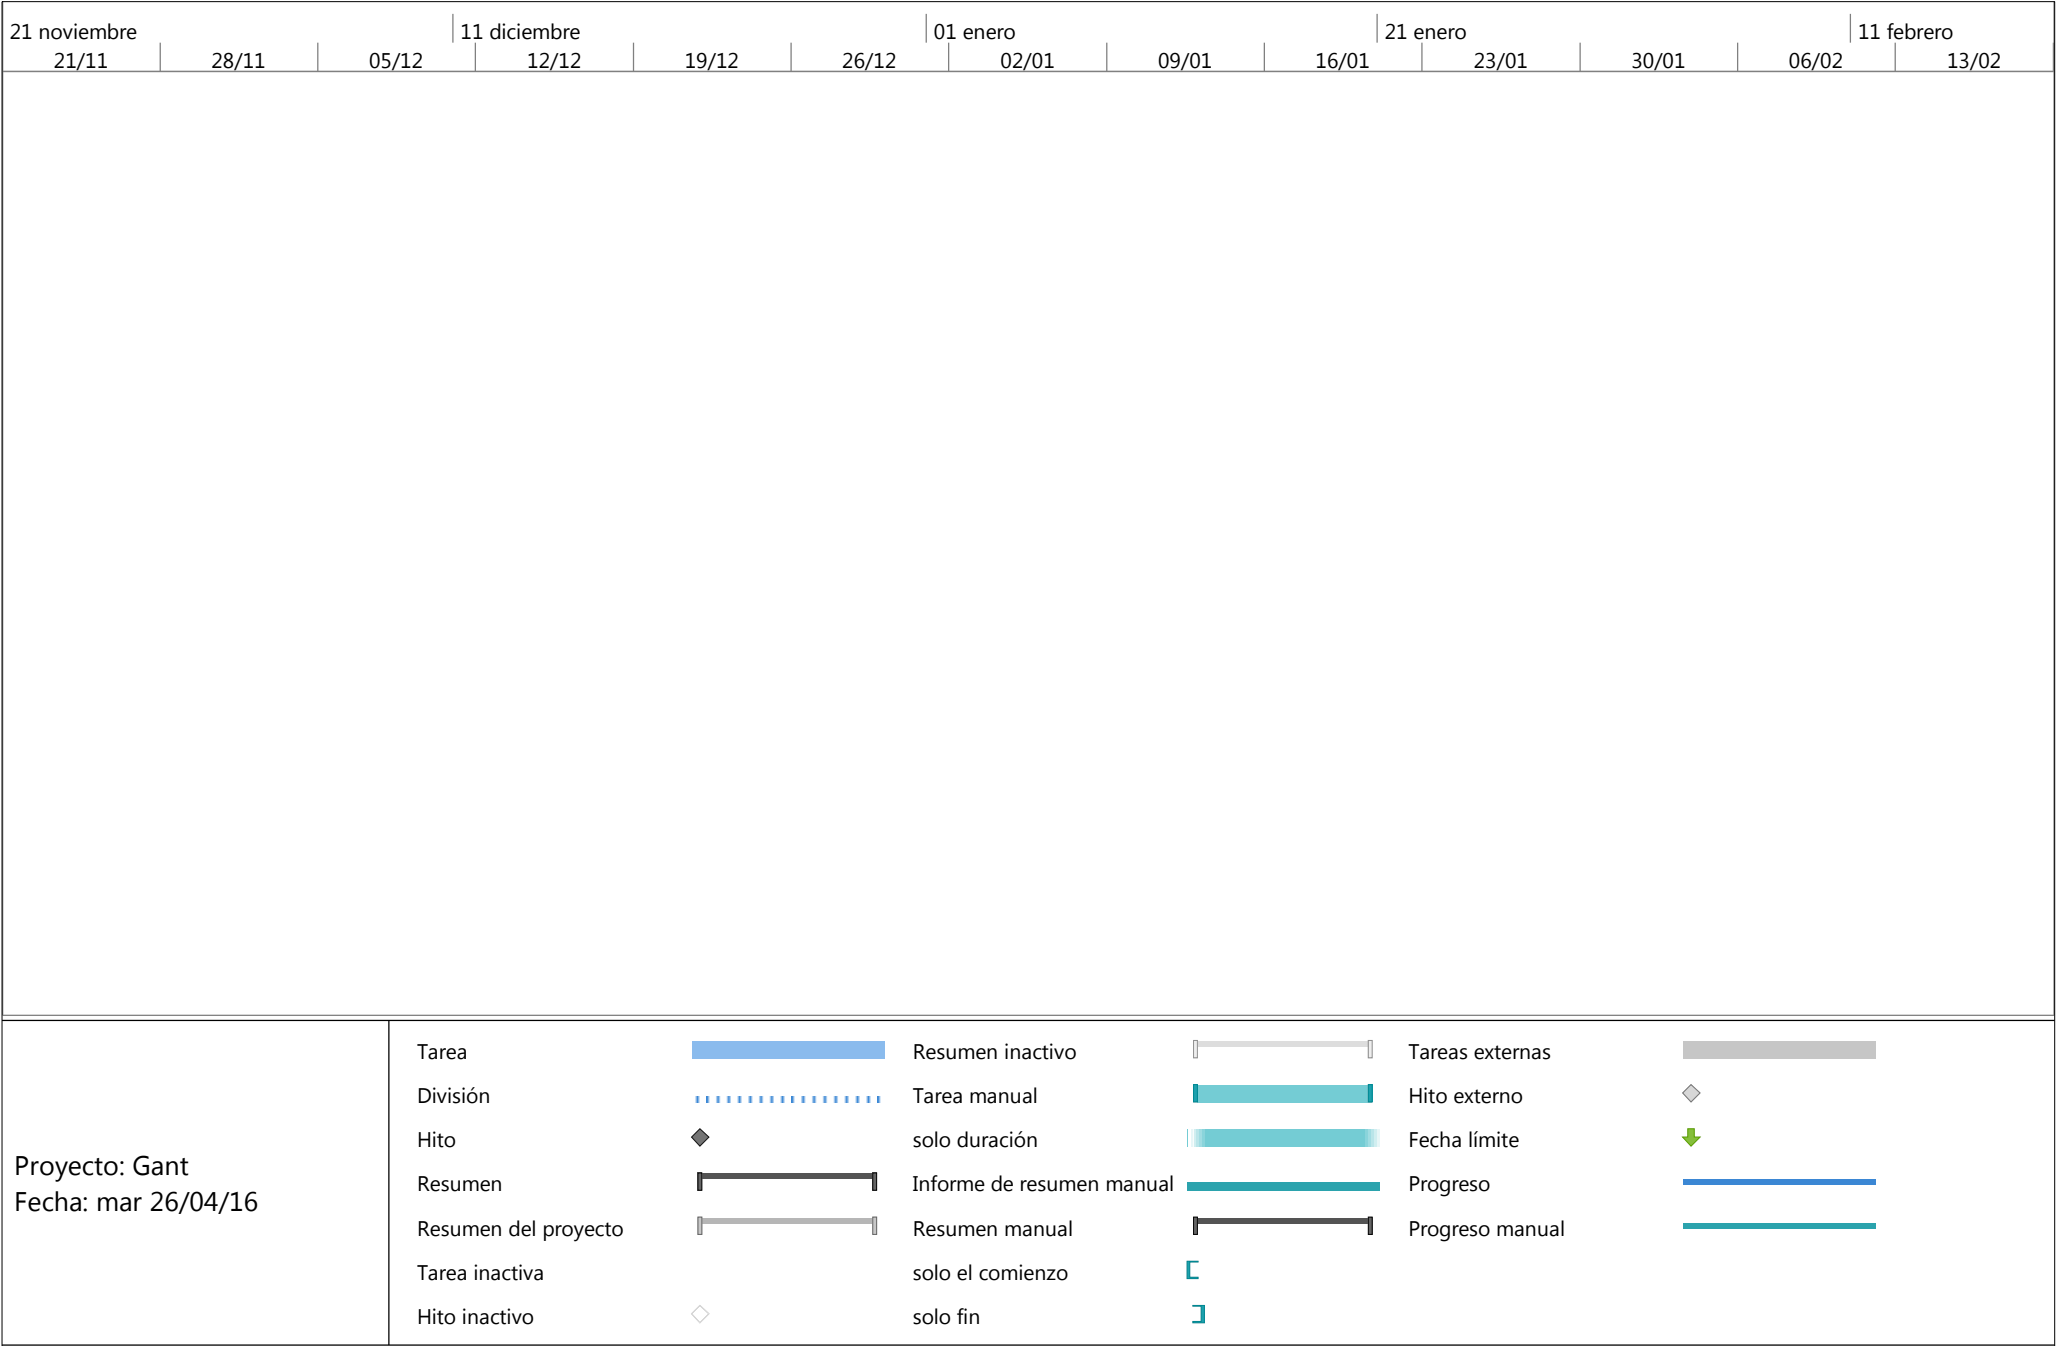 21 noviembre 11 diciembre 01 enero 21 enero 11 febrero
21/11 28/11 05/12 12/12 19/12 26/12 02/01 09/01 16/01 23/01 30/01 06/02 13/02
Proyecto: Gant
Fecha: mar 26/04/16
Tarea
División
Hito
Resumen
Resumen del proyecto
Tarea inactiva
Hito inactivo
Resumen inactivo
Tarea manual
solo duración
Informe de resumen manual
Resumen manual
solo el comienzo
solo fin
Tareas externas
Hito externo
Fecha límite
Progreso
Progreso manual